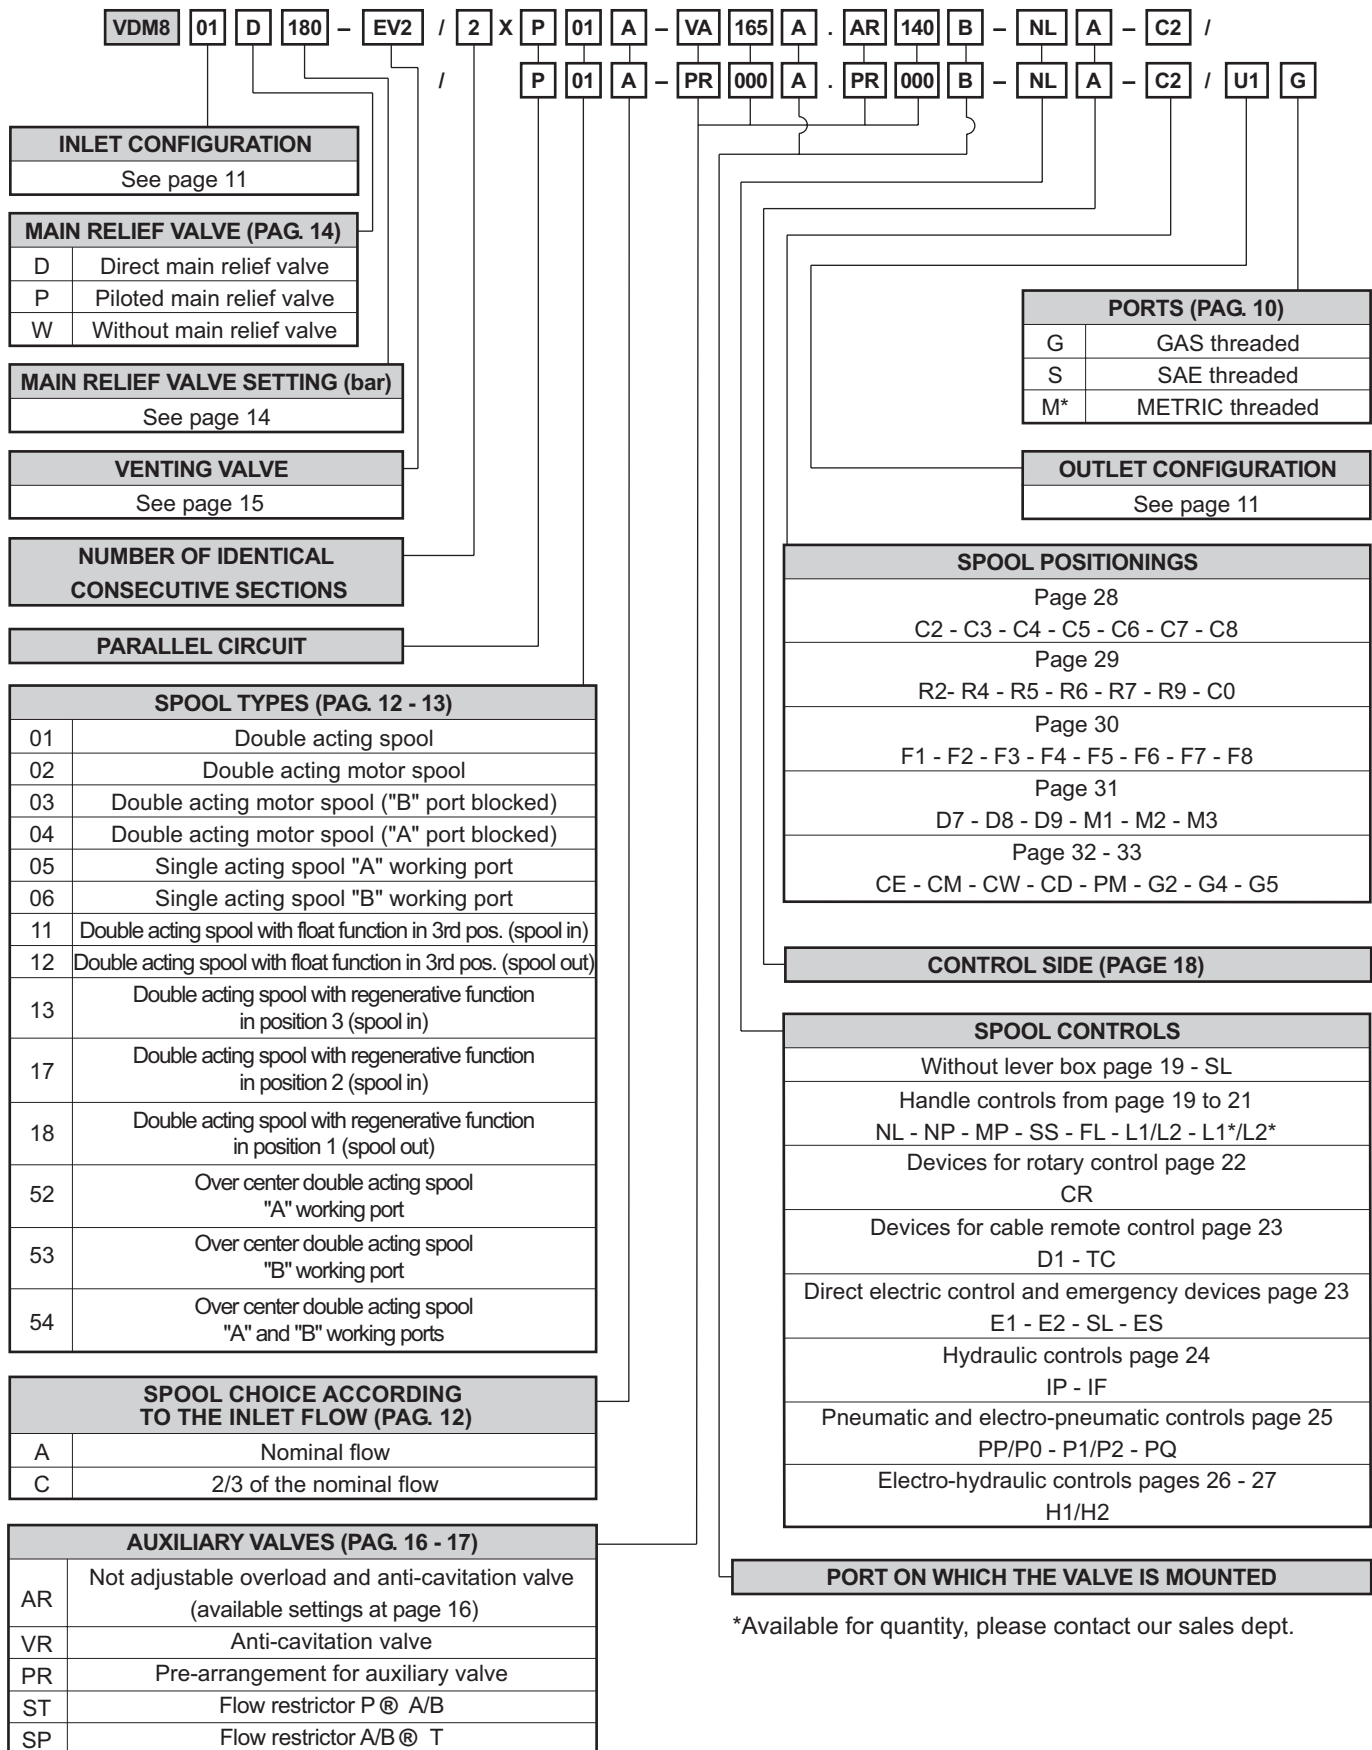 VDM8 01 D 180 – EV2 / 2 X P 01 A – VA 165 A . AR 140 B – NL A – C2 /
/ P 01 A – PR 000 A . PR 000 B – NL A – C2 / U1 G
INLET CONFIGURATION
See page 11
MAIN RELIEF VALVE (PAG. 14)
D Direct main relief valve
P Piloted main relief valve
W Without main relief valve
MAIN RELIEF VALVE SETTING (bar)
See page 14
VENTING VALVE
See page 15
NUMBER OF IDENTICAL
CONSECUTIVE SECTIONS
PARALLEL CIRCUIT
SPOOL TYPES (PAG. 12 - 13)
01 Double acting spool
02 Double acting motor spool
03 Double acting motor spool ("B" port blocked)
04 Double acting motor spool ("A" port blocked)
05 Single acting spool "A" working port
06 Single acting spool "B" working port
11 Double acting spool with float function in 3rd pos. (spool in)
12 Double acting spool with float function in 3rd pos. (spool out)
13 Double acting spool with regenerative function
in position 3 (spool in)
17 Double acting spool with regenerative function
in position 2 (spool in)
18 Double acting spool with regenerative function
in position 1 (spool out)
52 Over center double acting spool
"A" working port
53 Over center double acting spool
"B" working port
54 Over center double acting spool
"A" and "B" working ports
SPOOL CHOICE ACCORDING
TO THE INLET FLOW (PAG. 12)
A Nominal flow
C 2/3 of the nominal flow
AUXILIARY VALVES (PAG. 16 - 17)
AR Not adjustable overload and anti-cavitation valve
(available settings at page 16)
VR Anti-cavitation valve
PR Pre-arrangement for auxiliary valve
ST Flow restrictor P ® A/B
SP Flow restrictor A/B ® T
PORTS (PAG. 10)
G GAS threaded
S SAE threaded
M* METRIC threaded
OUTLET CONFIGURATION
See page 11
SPOOL POSITIONINGS
Page 28
C2 - C3 - C4 - C5 - C6 - C7 - C8
Page 29
R2- R4 - R5 - R6 - R7 - R9 - C0
Page 30
F1 - F2 - F3 - F4 - F5 - F6 - F7 - F8
Page 31
D7 - D8 - D9 - M1 - M2 - M3
Page 32 - 33
CE - CM - CW - CD - PM - G2 - G4 - G5
CONTROL SIDE (PAGE 18)
SPOOL CONTROLS
Without lever box page 19 - SL
Handle controls from page 19 to 21
NL - NP - MP - SS - FL - L1/L2 - L1*/L2*
Devices for rotary control page 22
CR
Devices for cable remote control page 23
D1 - TC
Direct electric control and emergency devices page 23
E1 - E2 - SL - ES
Hydraulic controls page 24
IP - IF
Pneumatic and electro-pneumatic controls page 25
PP/P0 - P1/P2 - PQ
Electro-hydraulic controls pages 26 - 27
H1/H2
PORT ON WHICH THE VALVE IS MOUNTED
*Available for quantity, please contact our sales dept.